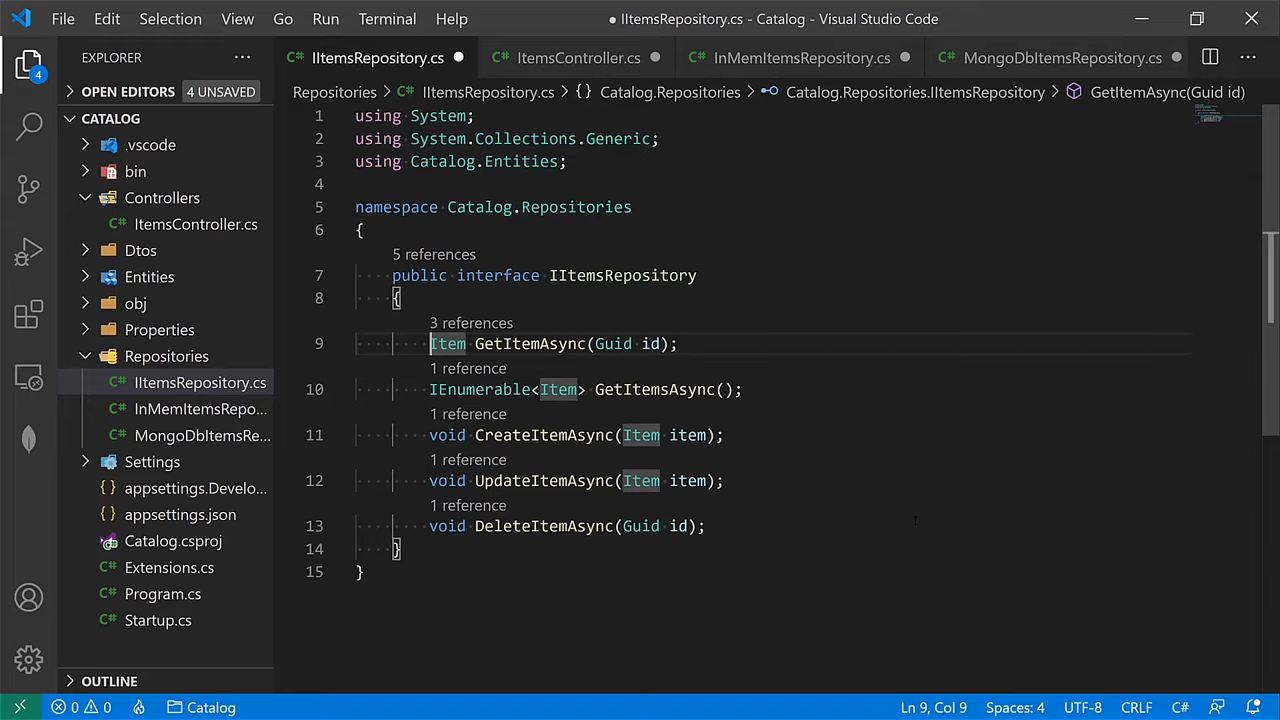 File Edit Selection View Go Run Terminal Help
● IItemsRepository.cs - Catalog - Visual Studio Code
EXPLORER
4
OPEN EDITORS 4 UNSAVED
CATALOG
.vscode
bin
Controllers
C# ItemsController.cs
Dtos
Entities
obj
Properties
Repositories
C# IItemsRepository.cs
C# InMemItemsRepo...
C# MongoDbItemsRe...
Settings
{} appsettings.Develo...
{} appsettings.json
Catalog.csproj
C# Extensions.cs
C# Program.cs
C# Startup.cs
OUTLINE
C# IItemsRepository.cs ● C# ItemsController.cs ● C# InMemItemsRepository.cs ● C# MongoDbItemsRepository.cs ●
Repositories > C# IItemsRepository.cs > {} Catalog.Repositories > Catalog.Repositories.IItemsRepository > GetItemAsync(Guid id)
1 using System;
2 using System.Collections.Generic;
3 using Catalog.Entities;
4
5 namespace Catalog.Repositories
6 {
5 references
7 public interface IItemsRepository
8 {
3 references
9 Item GetItemAsync(Guid id);
1 reference
10 IEnumerable<Item> GetItemsAsync();
1 reference
11 void CreateItemAsync(Item item);
1 reference
12 void UpdateItemAsync(Item item);
1 reference
13 void DeleteItemAsync(Guid id);
14 }
15 }
0 0 Catalog Ln 9, Col 9 Spaces: 4 UTF-8 CRLF C#